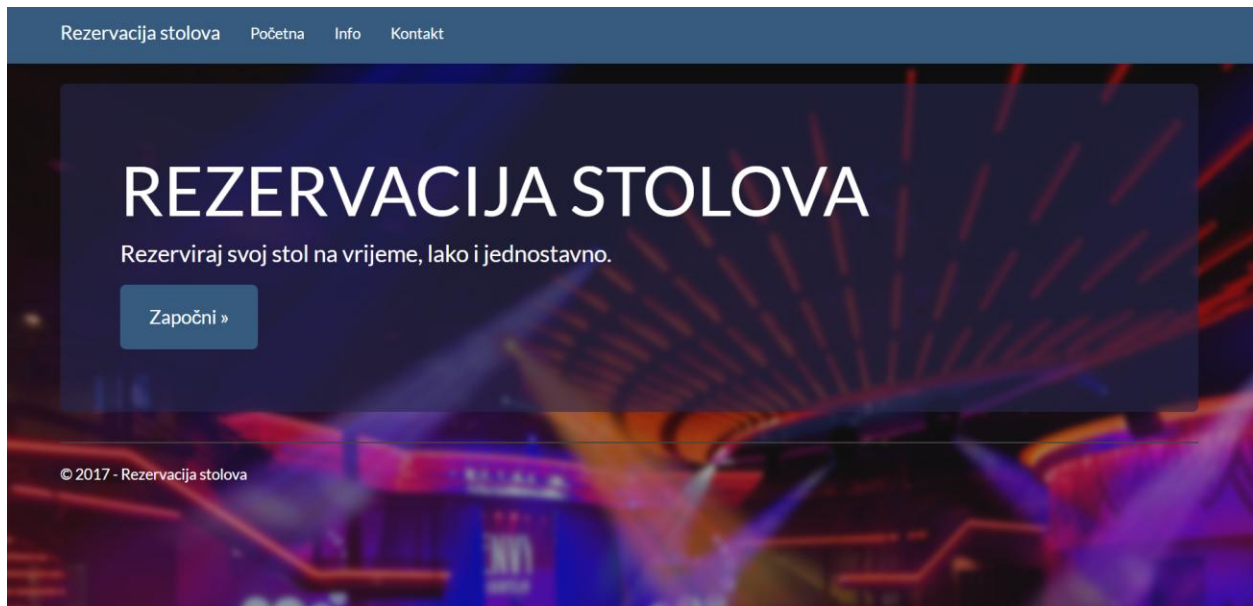 Rezervacija stolova Početna Info Kontakt
REZERVACIJA STOLOVA
Rezerviraj svoj stol na vrijeme, lako i jednostavno.
Započni »
© 2017 - Rezervacija stolova